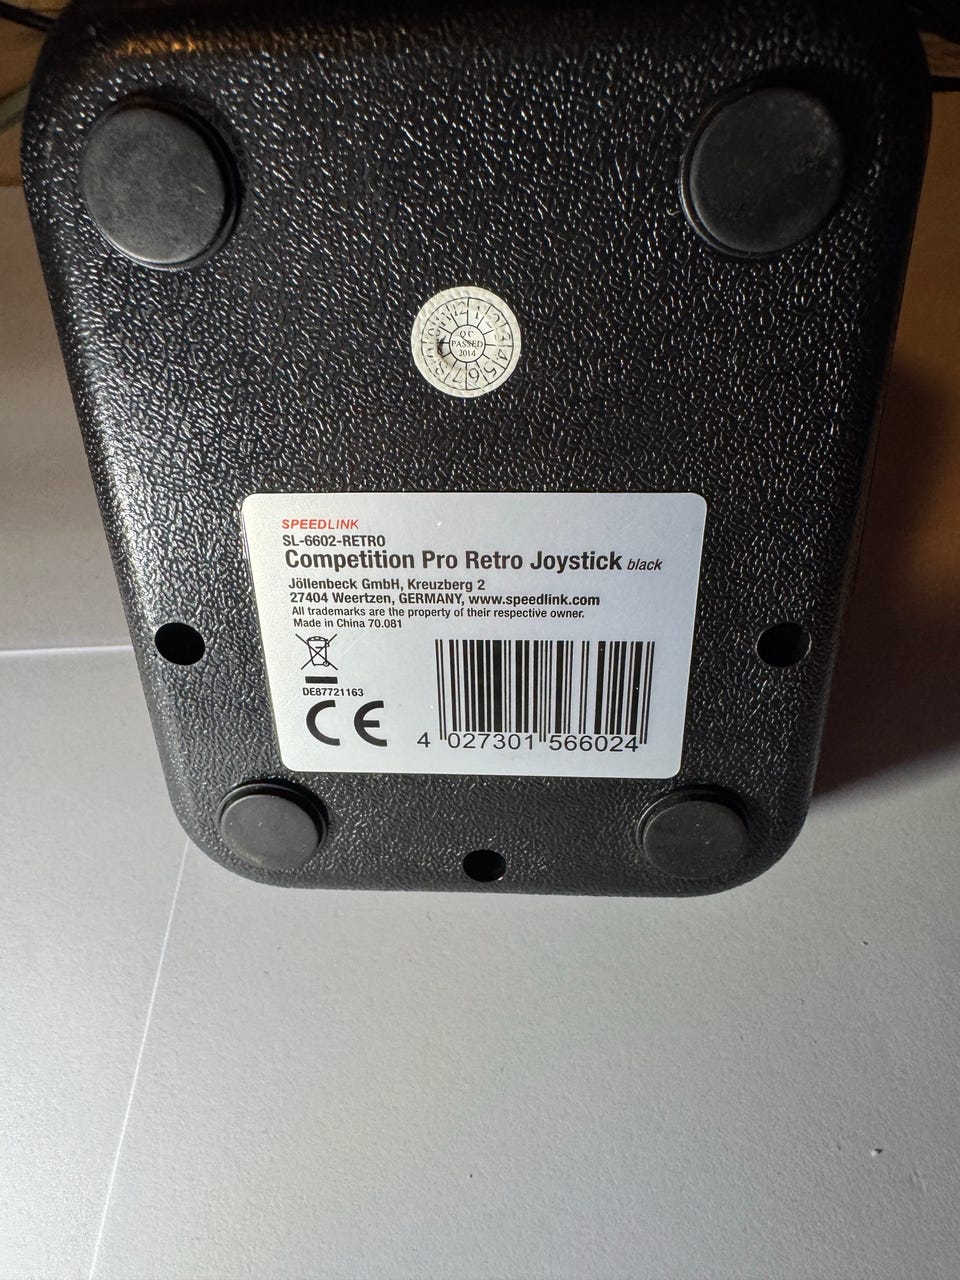 QC
PASSED
2014
SPEEDLINK
SL-6602-RETRO
Competition Pro Retro Joystick black
Jöllenbeck GmbH, Kreuzberg 2
27404 Weertzen, GERMANY, www.speedlink.com
All trademarks are the property of their respective owner.
Made in China 70.081
DE87721163
CE
4 027301 566024